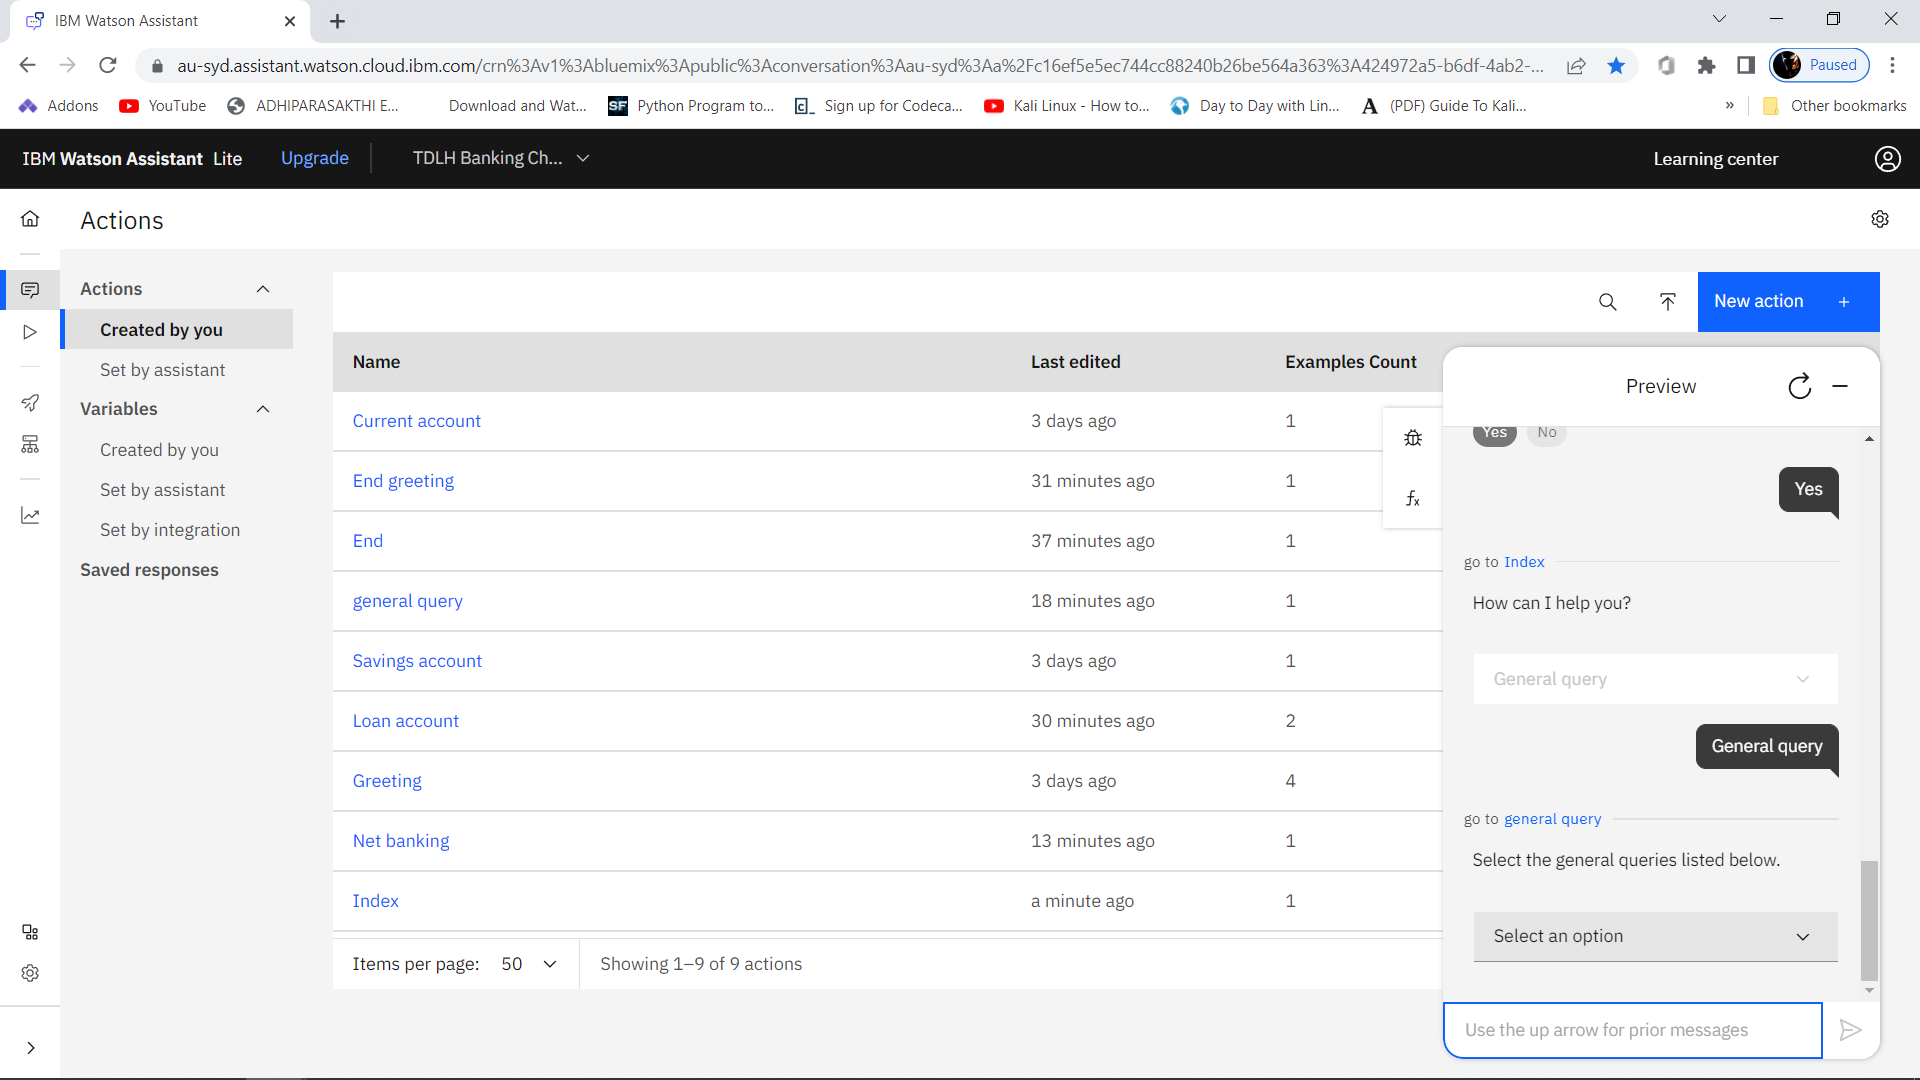 IBM Watson Assistant
au-syd.assistant.watson.cloud.ibm.com/crn%3Av1%3Abluemix%3Apublic%3Aconversation%3Aau-syd%3Aa%2Fc16ef5e5ec744cc88240b26be564a363%3A424972a5-b6df-4ab2-...
Paused
Addons
YouTube
ADHIPARASAKTHI E...
Download and Wat...
SF Python Program to...
c_ Sign up for Codeca...
Kali Linux - How to...
Day to Day with Lin...
A (PDF) Guide To Kali...
»
Other bookmarks
IBM Watson Assistant Lite
Upgrade
TDLH Banking Ch...
Learning center
Actions
Actions
Created by you
Set by assistant
Variables
Created by you
Set by assistant
Set by integration
Saved responses
New action +
Name Last edited Examples Count
Current account 3 days ago 1
End greeting 31 minutes ago 1
End 37 minutes ago 1
general query 18 minutes ago 1
Savings account 3 days ago 1
Loan account 30 minutes ago 2
Greeting 3 days ago 4
Net banking 13 minutes ago 1
Index a minute ago 1
Items per page: 50 Showing 1–9 of 9 actions
fx
Preview
Yes No
Yes
go to Index
How can I help you?
General query
General query
go to general query
Select the general queries listed below.
Select an option
Use the up arrow for prior messages